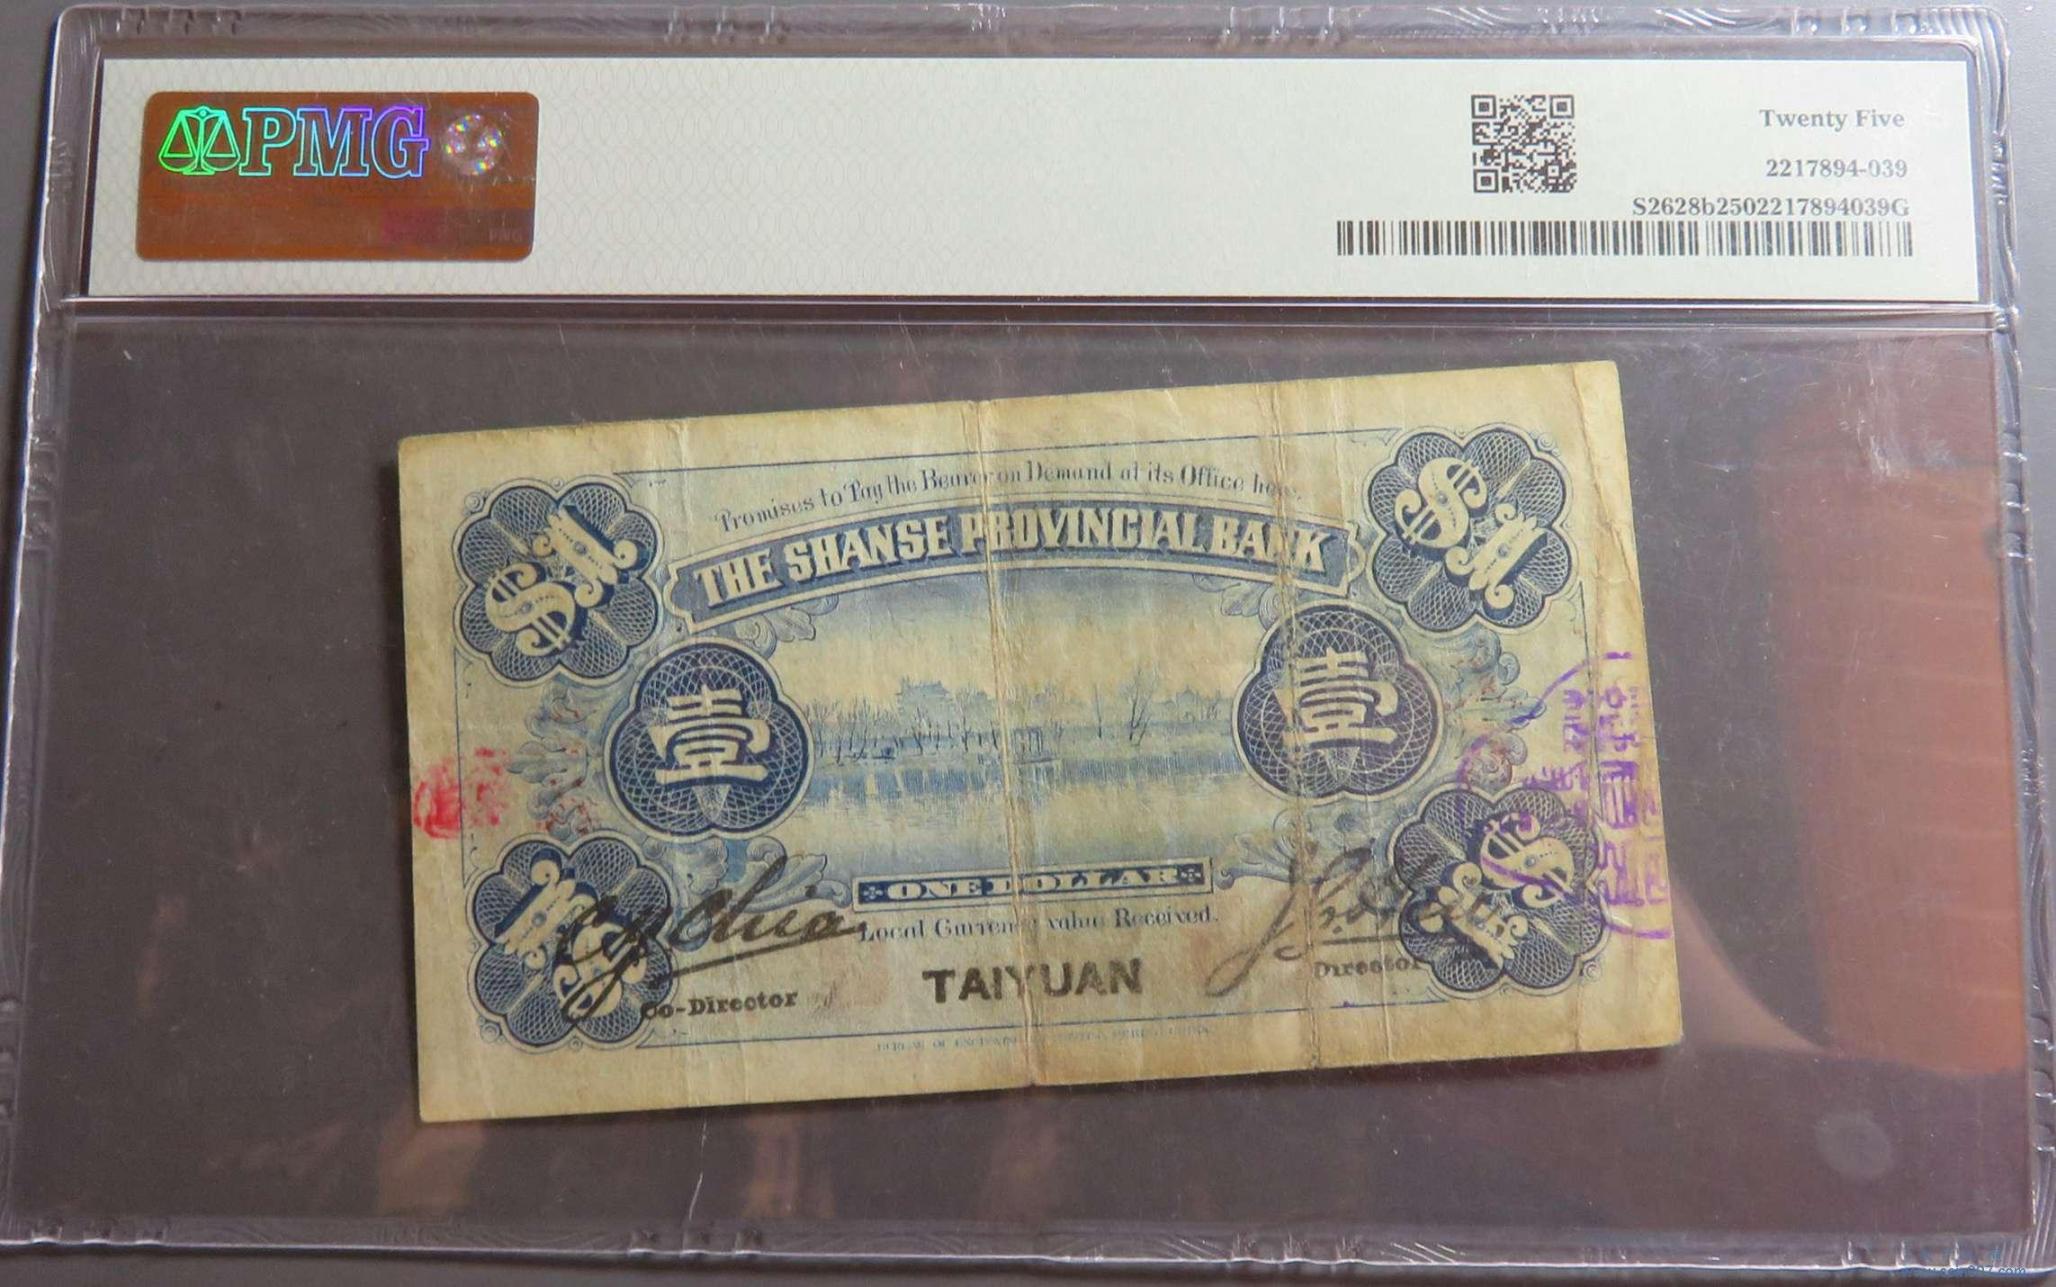 PMG
Twenty Five
2217894-039
S2628b2502217894039G
$1
$1
Promises to Pay the Bearer on Demand at its Office here
THE SHANSE PROVINCIAL BANK
壹
壹
ONE DOLLAR
Local Currency value Received.
$1
$1
Co-Director
TAIYUAN
Director